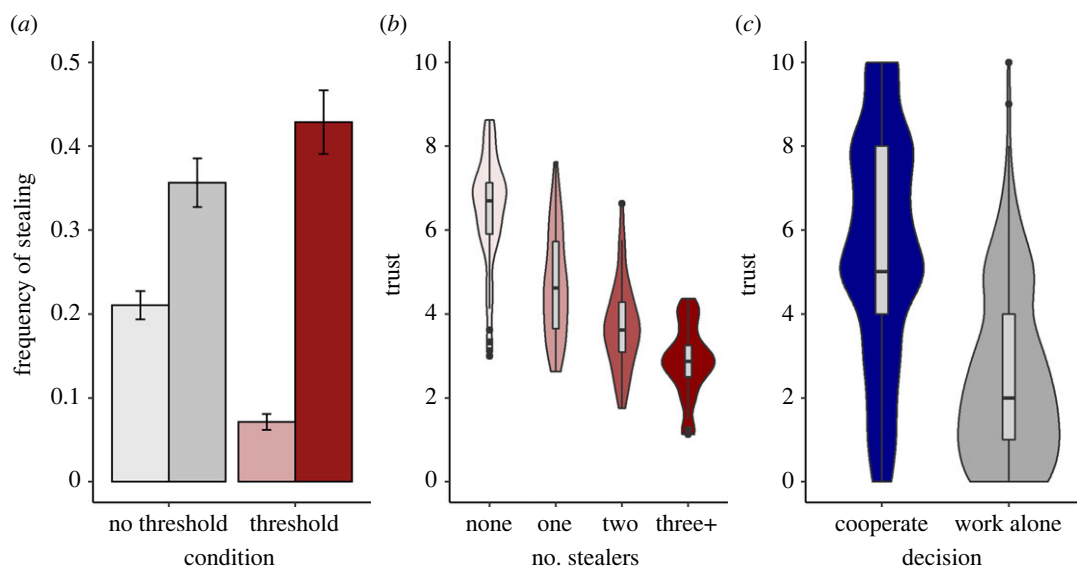 (a)
frequency of stealing
0.5
0.4
0.3
0.2
0.1
0
no threshold threshold
condition
(b)
trust
10
8
6
4
2
0
none one two three+
no. stealers
(c)
trust
10
8
6
4
2
0
cooperate work alone
decision